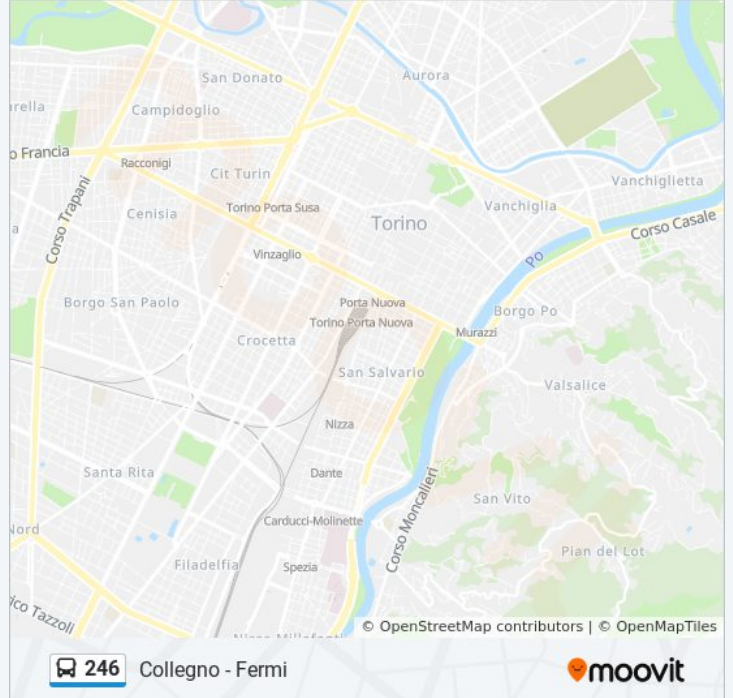 San Donato
Aurora
arella
Campidoglio
o Francia
Racconigi
Cit Turin
Vanchiglietta
Corso Trapani
Cenisia
Torino Porta Susa
Torino
Vanchiglia
Corso Casale
a
Vinzaglio
Po
Borgo San Paolo
Porta Nuova
Torino Porta Nuova
Borgo Po
Murazzi
Crocetta
San Salvario
Valsalice
Nizza
Santa Rita
Dante
San Vito
Corso Moncalieri
Carducci-Molinette
Nord
Filadelfia
Spezia
Pian del Lot
rico Tazzoli
© OpenStreetMap contributors | © OpenMapTiles
246 Collegno - Fermi
moovit